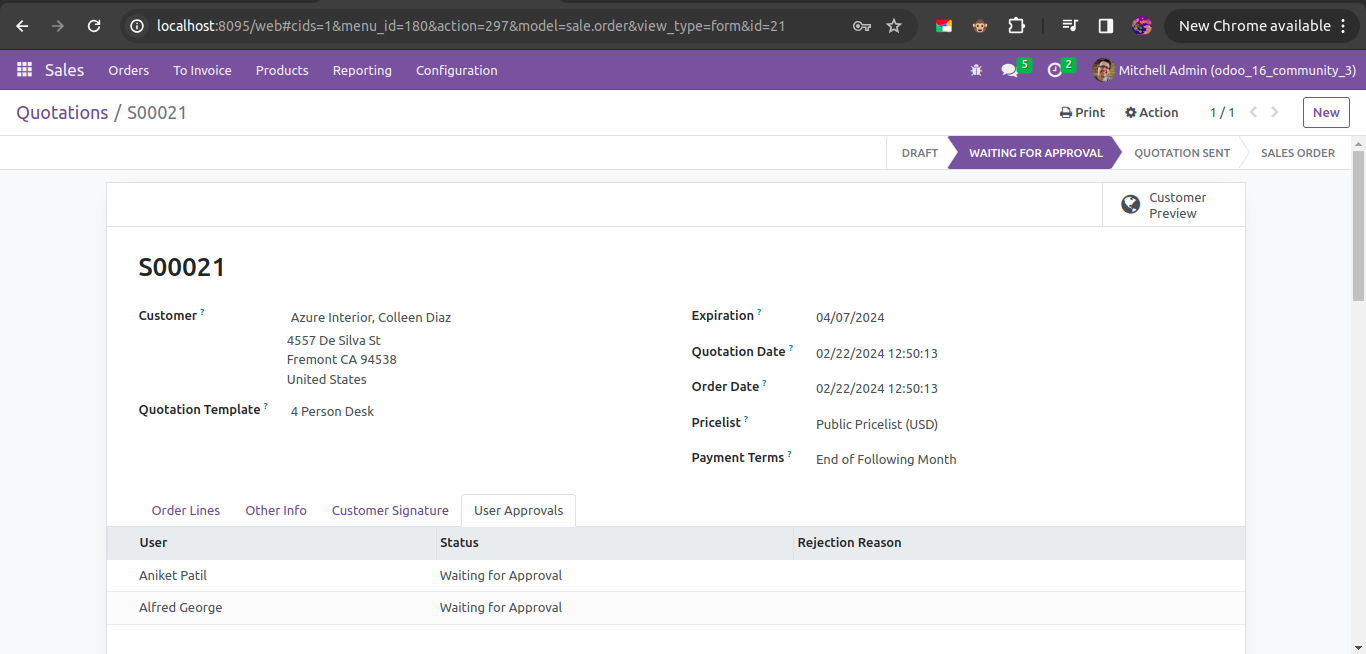 localhost:8095/web#cids=1&menu_id=180&action=297&model=sale.order&view_type=form&id=21
New Chrome available
Sales Orders To Invoice Products Reporting Configuration 5 2 Mitchell Admin (odoo_16_community_3)
Quotations / S00021 Print Action 1 / 1 New
DRAFT WAITING FOR APPROVAL QUOTATION SENT SALES ORDER
Customer
Preview
S00021
Customer ? Azure Interior, Colleen Diaz
4557 De Silva St
Fremont CA 94538
United States
Quotation Template ? 4 Person Desk
Expiration ? 04/07/2024
Quotation Date ? 02/22/2024 12:50:13
Order Date ? 02/22/2024 12:50:13
Pricelist ? Public Pricelist (USD)
Payment Terms ? End of Following Month
Order Lines Other Info Customer Signature User Approvals
User Status Rejection Reason
Aniket Patil Waiting for Approval
Alfred George Waiting for Approval